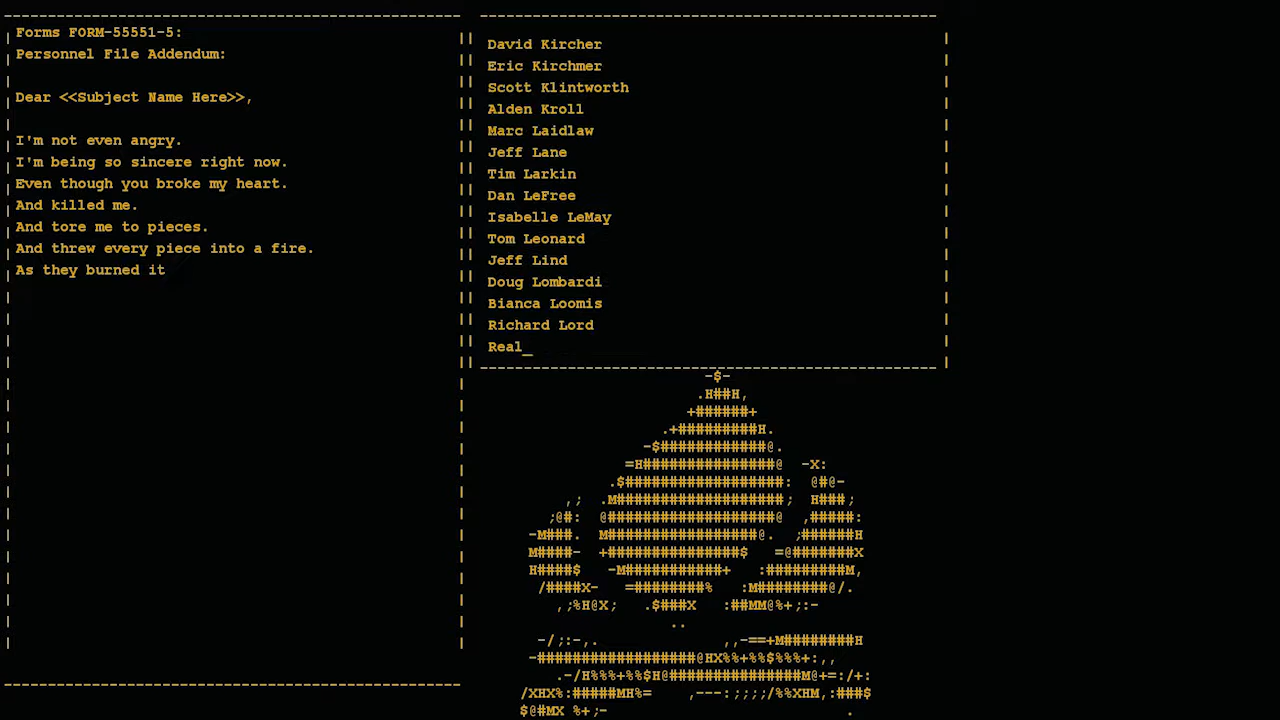 Forms FORM-55551-5:
Personnel File Addendum:
Dear <<Subject Name Here>>,
I'm not even angry.
I'm being so sincere right now.
Even though you broke my heart.
And killed me.
And tore me to pieces.
And threw every piece into a fire.
As they burned it
David Kircher
Eric Kirchmer
Scott Klintworth
Alden Kroll
Marc Laidlaw
Jeff Lane
Tim Larkin
Dan LeFree
Isabelle LeMay
Tom Leonard
Jeff Lind
Doug Lombardi
Bianca Loomis
Richard Lord
Real_